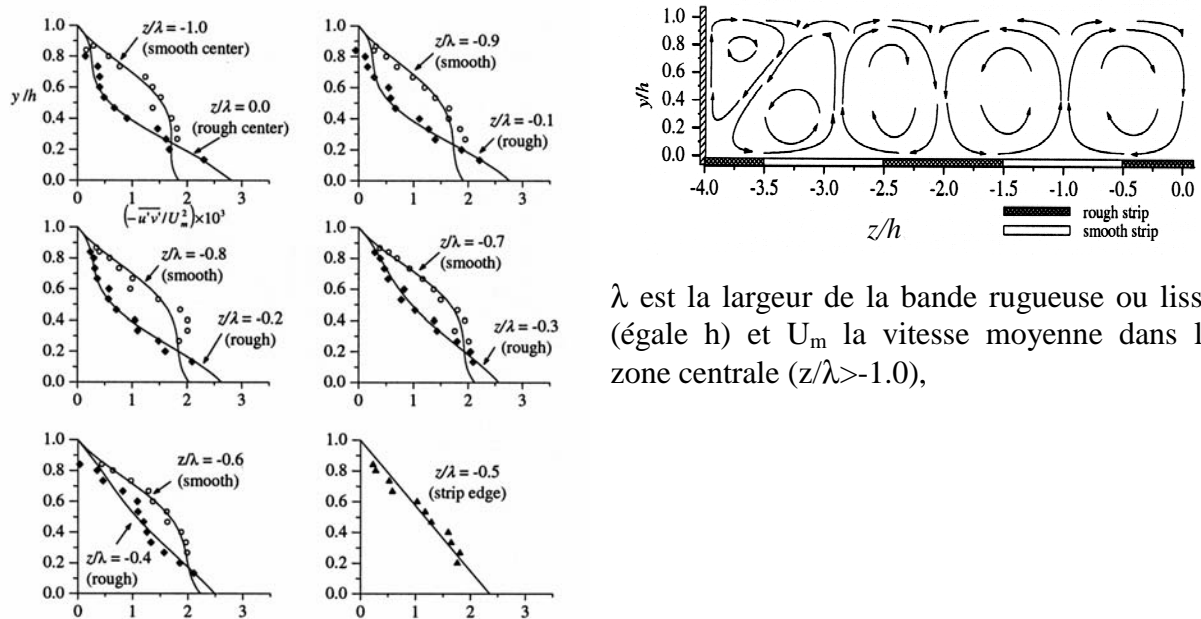 z/λ = -1.0
(smooth center)
y/h
z/λ = 0.0
(rough center)
1.0
0.8
0.6
0.4
0.2
0.0
0 1 2 3
(-u'v'/U²ₘ)×10³
z/λ = -0.9
(smooth)
z/λ = -0.1
(rough)
1.0
0.8
0.6
0.4
0.2
0.0
0 1 2 3
z/λ = -0.8
(smooth)
z/λ = -0.2
(rough)
1.0
0.8
0.6
0.4
0.2
0.0
0 1 2 3
z/λ = -0.7
(smooth)
z/λ = -0.3
(rough)
1.0
0.8
0.6
0.4
0.2
0.0
0 1 2 3
z/λ = -0.6
(smooth)
z/λ = -0.4
(rough)
1.0
0.8
0.6
0.4
0.2
0.0
0 1 2 3
z/λ = -0.5
(strip edge)
1.0
0.8
0.6
0.4
0.2
0.0
0 1 2 3
y/h
1.0
0.8
0.6
0.4
0.2
0.0
-4.0 -3.5 -3.0 -2.5 -2.0 -1.5 -1.0 -0.5 0.0
z/h
rough strip
smooth strip
λ est la largeur de la bande rugueuse ou liss
(égale h) et Uₘ la vitesse moyenne dans l
zone centrale (z/λ>-1.0),